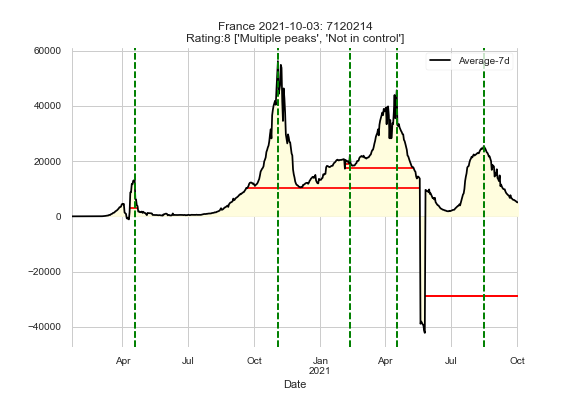 France 2021-10-03: 7120214
Rating:8 ['Multiple peaks', 'Not in control']
Average-7d
60000
40000
20000
0
−20000
−40000
Apr Jul Oct Jan Apr Jul Oct
2021
Date